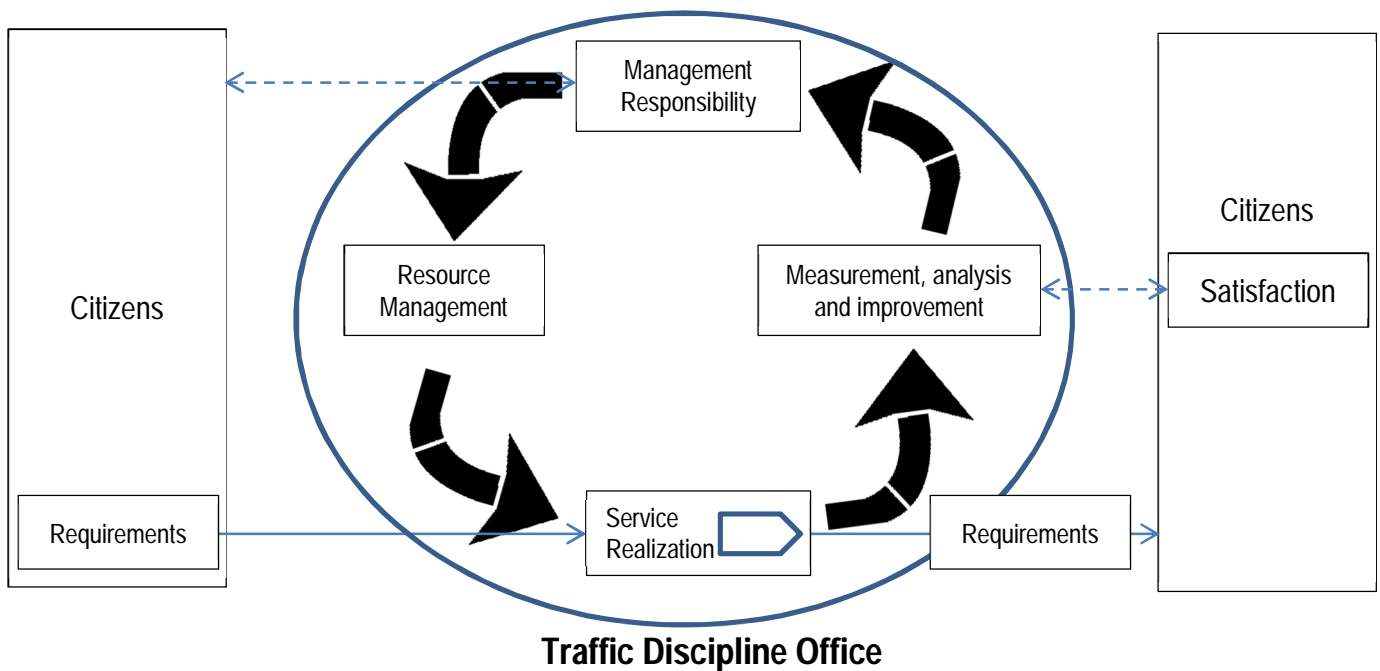 Management
Responsibility
Citizens
Resource
Management
Measurement, analysis
and improvement
Citizens
Satisfaction
Requirements
Service
Realization
Requirements
Traffic Discipline Office